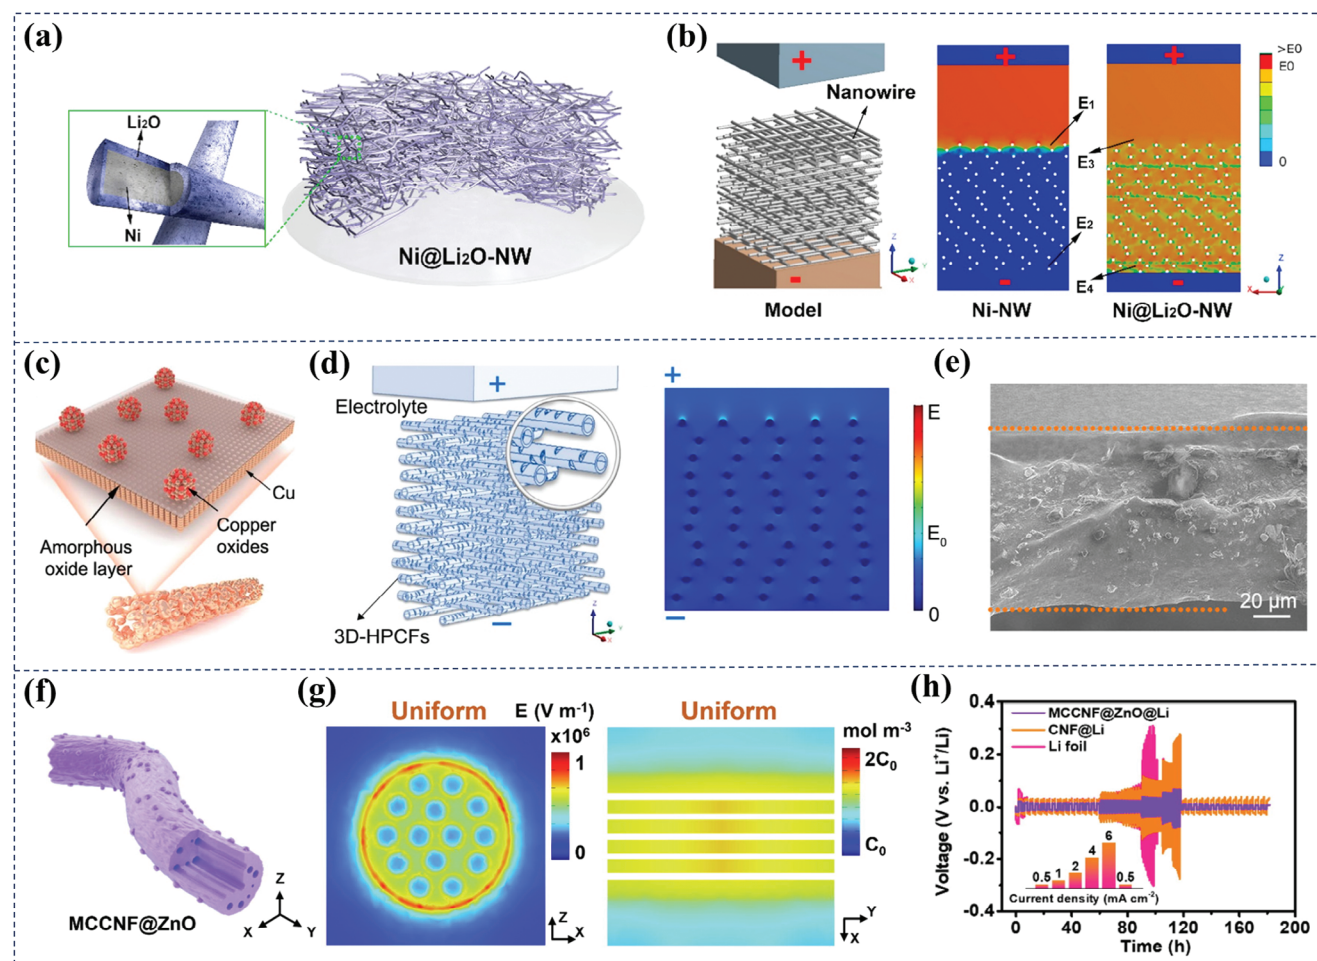 (a)
Li2O
Ni
Ni@Li2O-NW
(b)
+
Nanowire
-
Z
Y
X
Model
+
-
Ni-NW
E1
E3
E2
E4
+
-
Ni@Li2O-NW
>E0
E0
0
Z
X
(c)
Cu
Copper
oxides
Amorphous
oxide layer
(d)
+
Electrolyte
3D-HPCFs
−
Z
Y
X
+
−
E
E0
0
(e)
20 μm
(f)
MCCNF@ZnO
Z
X
Y
(g)
Uniform
E (V m-1)
x106
1
0
Z
X
Uniform
mol m-3
2C0
C0
Y
X
(h)
Voltage (V vs. Li+/Li)
0.4
0.2
0.0
-0.2
-0.4
MCCNF@ZnO@Li
CNF@Li
Li foil
0.5 1 2 4 6 0.5
Current density (mA cm-2)
0 40 80 120 160 200
Time (h)